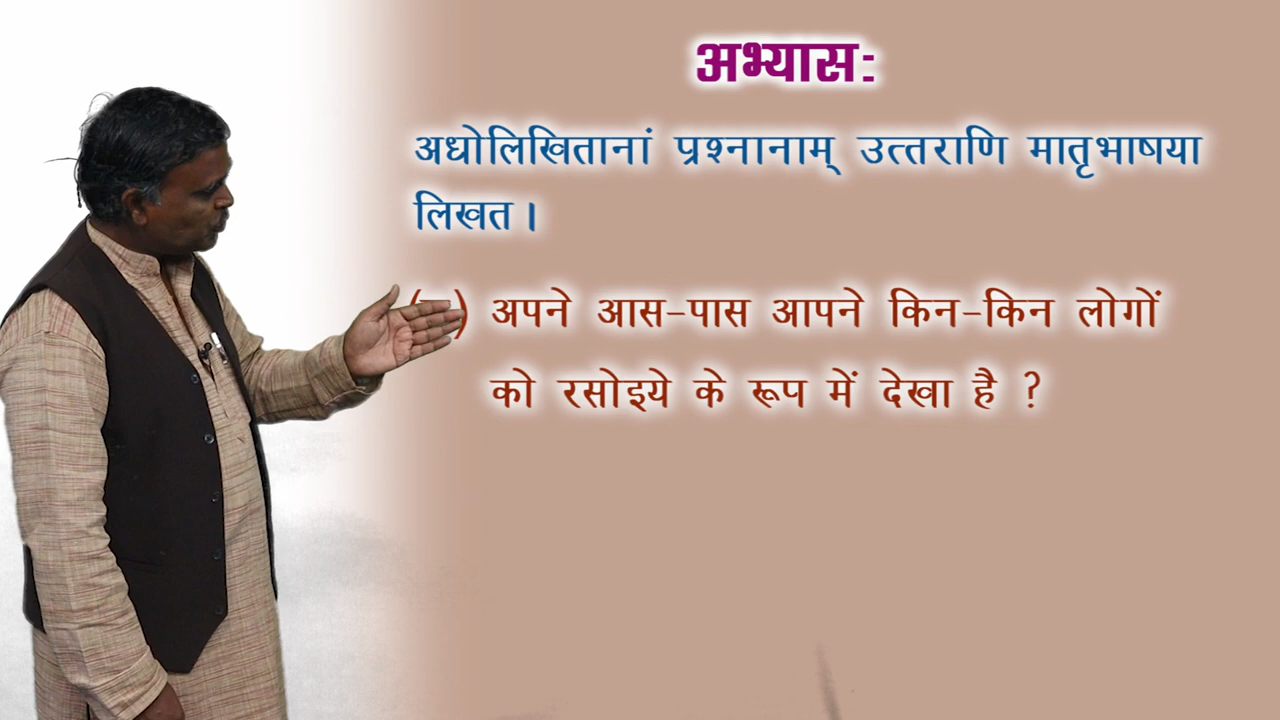 अभ्यासः
अधोलिखितानां प्रश्नानाम् उत्तराणि मातृभाषया
लिखत।
अपने आस-पास आपने किन-किन लोगों
को रसोइये के रूप में देखा है ?